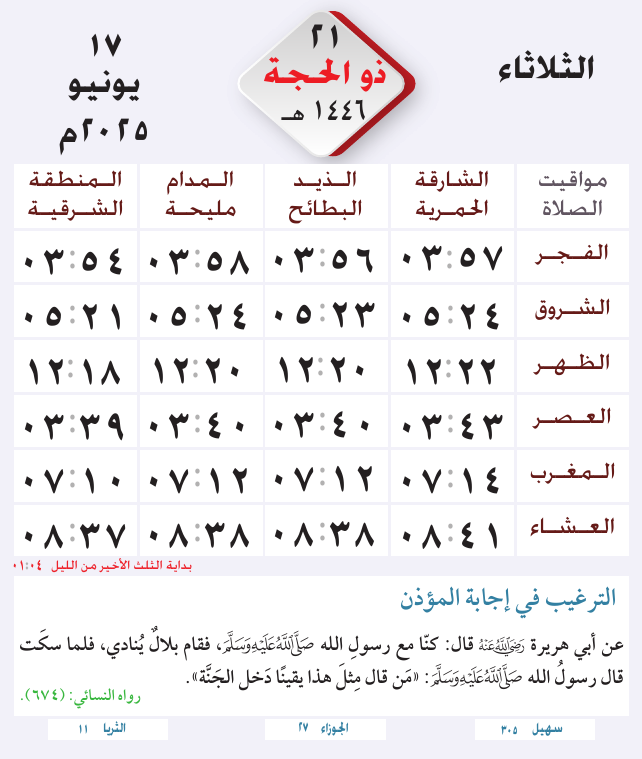 الثلاثاء
٢١
ذو الحجة
١٤٤٦ هـ
١٧
يونيو
٢٠٢٥م
مواقيت الصلاة	الشارقة الحمرية	الذيد البطائح	المدام مليحة	المنطقة الشرقية
الفجر	٠٣:٥٧	٠٣:٥٦	٠٣:٥٨	٠٣:٥٤
الشروق	٠٥:٢٤	٠٥:٢٣	٠٥:٢٤	٠٥:٢١
الظهر	١٢:٢٢	١٢:٢٠	١٢:٢٠	١٢:١٨
العصر	٠٣:٤٣	٠٣:٤٠	٠٣:٤٠	٠٣:٣٩
المغرب	٠٧:١٤	٠٧:١٢	٠٧:١٢	٠٧:١٠
العشاء	٠٨:٤١	٠٨:٣٨	٠٨:٣٨	٠٨:٣٧
بداية الثلث الأخير من الليل ٠١:٠٤
الترغيب في إجابة المؤذن
عن أبي هريرة رَضِيَ اللَّهُ عَنْهُ قال: كنّا مع رسولِ الله صَلَّى اللَّهُ عَلَيْهِ وَسَلَّمَ، فقام بلالٌ يُنادي، فلما سكَت
قال رسولُ الله صَلَّى اللَّهُ عَلَيْهِ وَسَلَّمَ: «مَن قال مِثلَ هذا يقينًا دَخل الجَنَّة».
رواه النسائي: (٦٧٤).
سهيل ٣٠٥
الجوزاء ٢٧
الثريا ١١